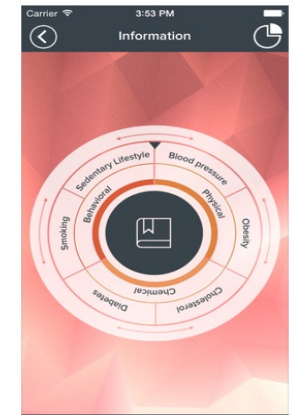 Carrier 3:53 PM
Information
Sedentary Lifestyle
Blood pressure
Behavioral
Physical
Smoking
Obesity
Chemical
Diabetes
Cholesterol